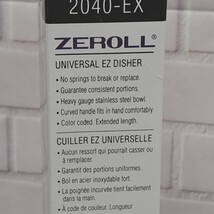 2040-EX
ZEROLL®
UNIVERSAL EZ DISHER
• No springs to break or replace.
• Guarantee consistent portions.
• Heavy gauge stainless steel bowl.
• Curved handle fits in hand comfortably
• Color coded. Extended length.
CUILLER EZ UNIVERSELLE
• Aucun ressort qui pourrait casser ou
à remplacer.
• Garantit des portions uniformes.
• Bol en acier inoxydable fort.
• La poignée incurvée tient facilement
dans la main.
• À code de couleur. Longueur